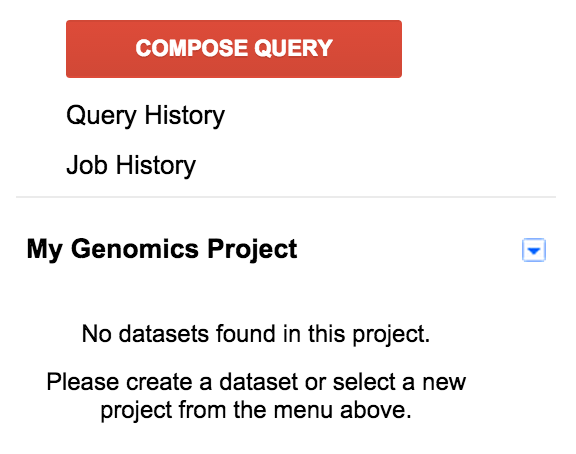 COMPOSE QUERY
Query History
Job History
My Genomics Project
No datasets found in this project.
Please create a dataset or select a new
project from the menu above.